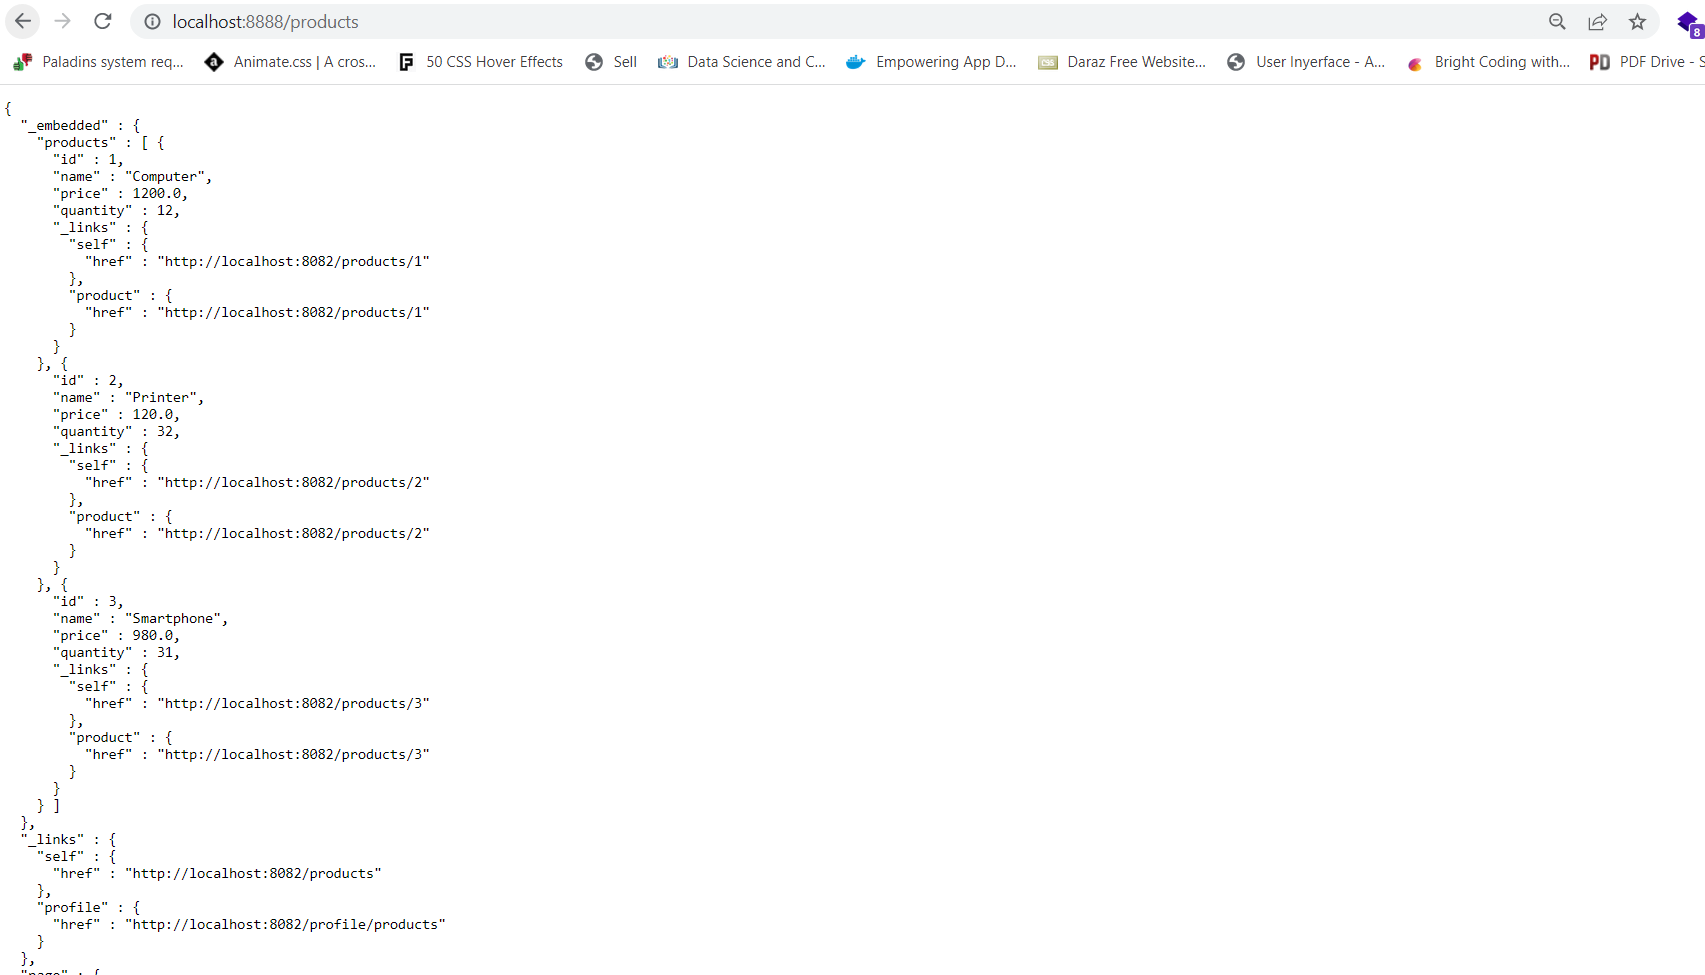 localhost:8888/products
8
Paladins system req... Animate.css | A cros... 50 CSS Hover Effects Sell Data Science and C... Empowering App D... CSS Daraz Free Website... User Inyerface - A... Bright Coding with... PD PDF Drive - S
{
  "_embedded" : {
    "products" : [ {
      "id" : 1,
      "name" : "Computer",
      "price" : 1200.0,
      "quantity" : 12,
      "_links" : {
        "self" : {
          "href" : "http://localhost:8082/products/1"
        },
        "product" : {
          "href" : "http://localhost:8082/products/1"
        }
      }
    }, {
      "id" : 2,
      "name" : "Printer",
      "price" : 120.0,
      "quantity" : 32,
      "_links" : {
        "self" : {
          "href" : "http://localhost:8082/products/2"
        },
        "product" : {
          "href" : "http://localhost:8082/products/2"
        }
      }
    }, {
      "id" : 3,
      "name" : "Smartphone",
      "price" : 980.0,
      "quantity" : 31,
      "_links" : {
        "self" : {
          "href" : "http://localhost:8082/products/3"
        },
        "product" : {
          "href" : "http://localhost:8082/products/3"
        }
      }
    } ]
  },
  "_links" : {
    "self" : {
      "href" : "http://localhost:8082/products"
    },
    "profile" : {
      "href" : "http://localhost:8082/profile/products"
    }
  },
  "page" : {